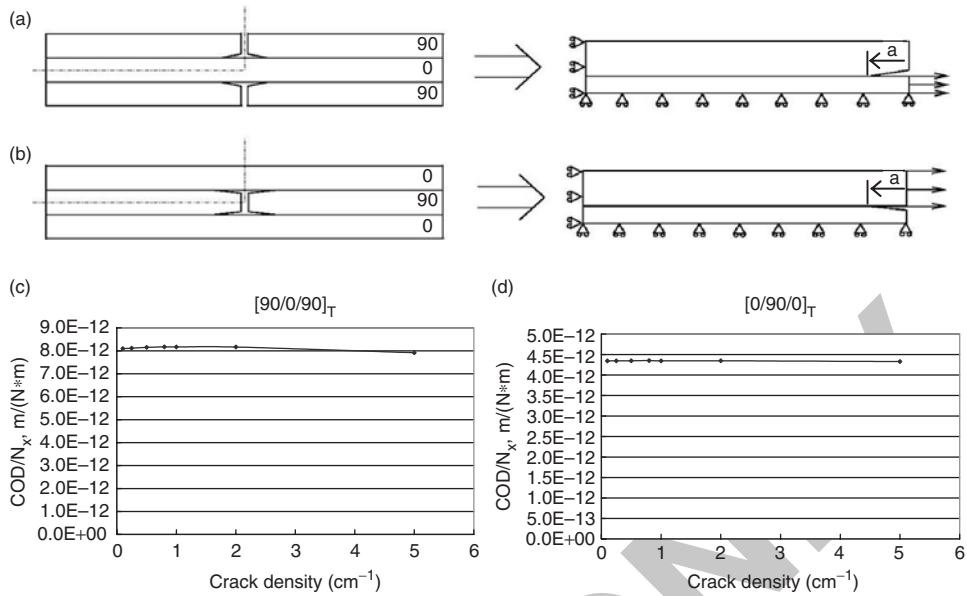 (a)
90
0
90
a
(b)
0
90
0
a
(c)
[90/0/90]T
9.0E−12
8.0E−12
7.0E−12
6.0E−12
5.0E−12
4.0E−12
3.0E−12
2.0E−12
1.0E−12
0.0E+00
COD/Nx, m/(N*m)
0 1 2 3 4 5 6
Crack density (cm−1)
(d)
[0/90/0]T
5.0E−12
4.5E−12
4.0E−12
3.5E−12
3.0E−12
2.5E−12
2.0E−12
1.5E−12
1.0E−12
5.0E−13
0.0E+00
COD/Nx, m/(N*m)
0 1 2 3 4 5 6
Crack density (cm−1)